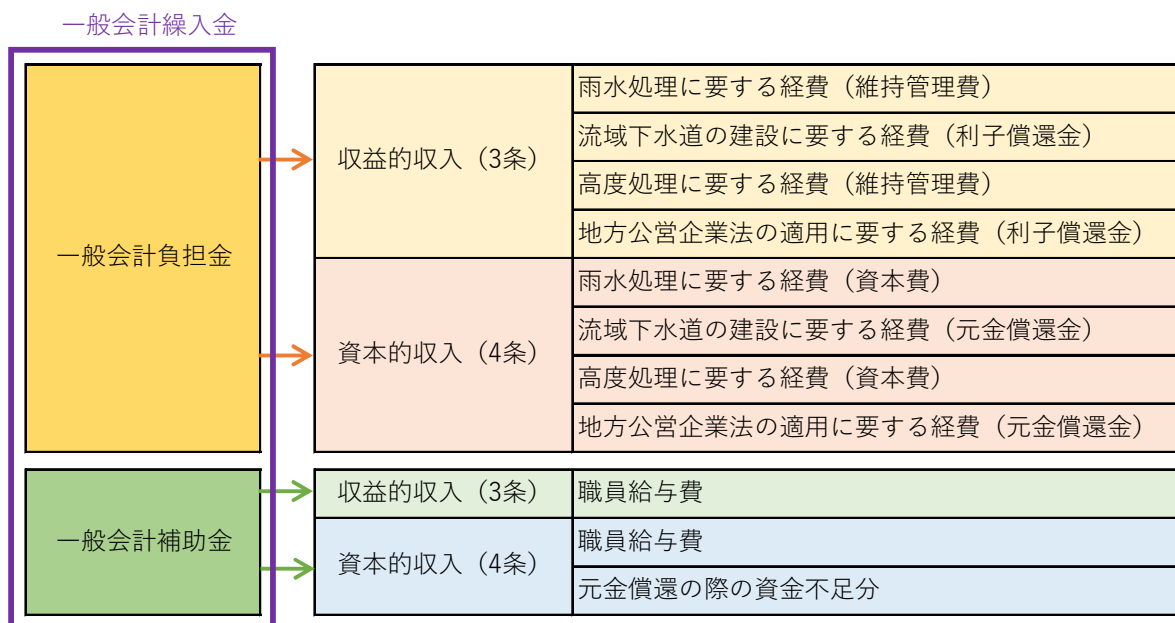 一般会計繰入金
一般会計負担金
収益的収入（3条）
雨水処理に要する経費（維持管理費）
流域下水道の建設に要する経費（利子償還金）
高度処理に要する経費（維持管理費）
地方公営企業法の適用に要する経費（利子償還金）
資本的収入（4条）
雨水処理に要する経費（資本費）
流域下水道の建設に要する経費（元金償還金）
高度処理に要する経費（資本費）
地方公営企業法の適用に要する経費（元金償還金）
一般会計補助金
収益的収入（3条）
職員給与費
資本的収入（4条）
職員給与費
元金償還の際の資金不足分